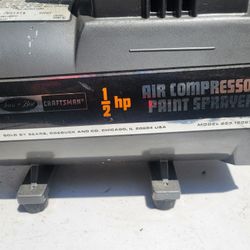 Sears
CRAFTSMAN
1/2 hp
AIR COMPRESSO
PAINT SPRAYER
SOLD BY SEARS, ROEBUCK AND CO. CHICAGO, IL 60684 USA
MODEL